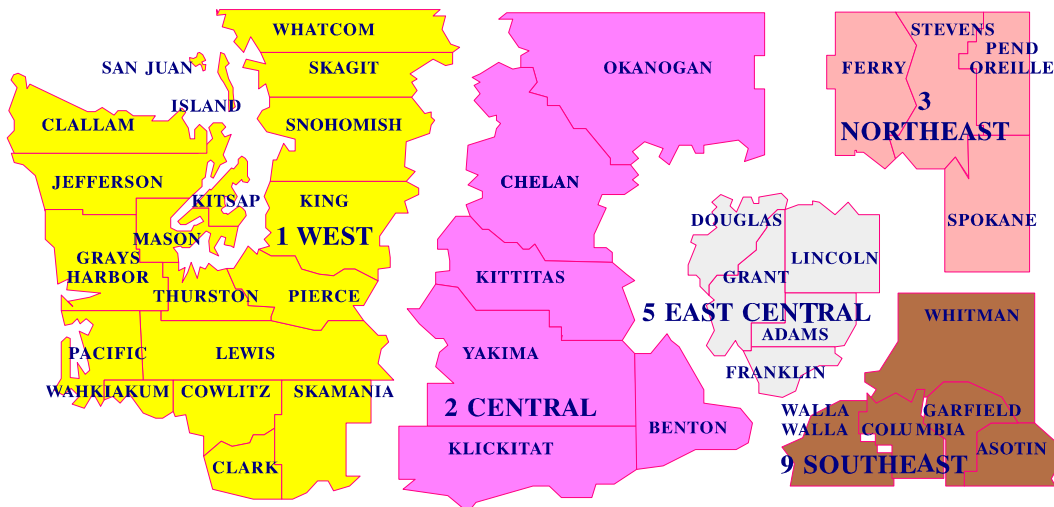 WHATCOM
SAN JUAN
SKAGIT
ISLAND
CLALLAM
SNOHOMISH
JEFFERSON
KITSAP
KING
MASON
1 WEST
GRAYS
HARBOR
THURSTON
PIERCE
PACIFIC
LEWIS
WAHKIAKUM
COWLITZ
SKAMANIA
CLARK
OKANOGAN
CHELAN
KITTITAS
YAKIMA
2 CENTRAL
BENTON
KLICKITAT
STEVENS
PEND
OREILLE
FERRY
3
NORTHEAST
SPOKANE
DOUGLAS
LINCOLN
GRANT
5 EAST CENTRAL
ADAMS
FRANKLIN
WHITMAN
WALLA
WALLA
GARFIELD
COLUMBIA
ASOTIN
9 SOUTHEAST